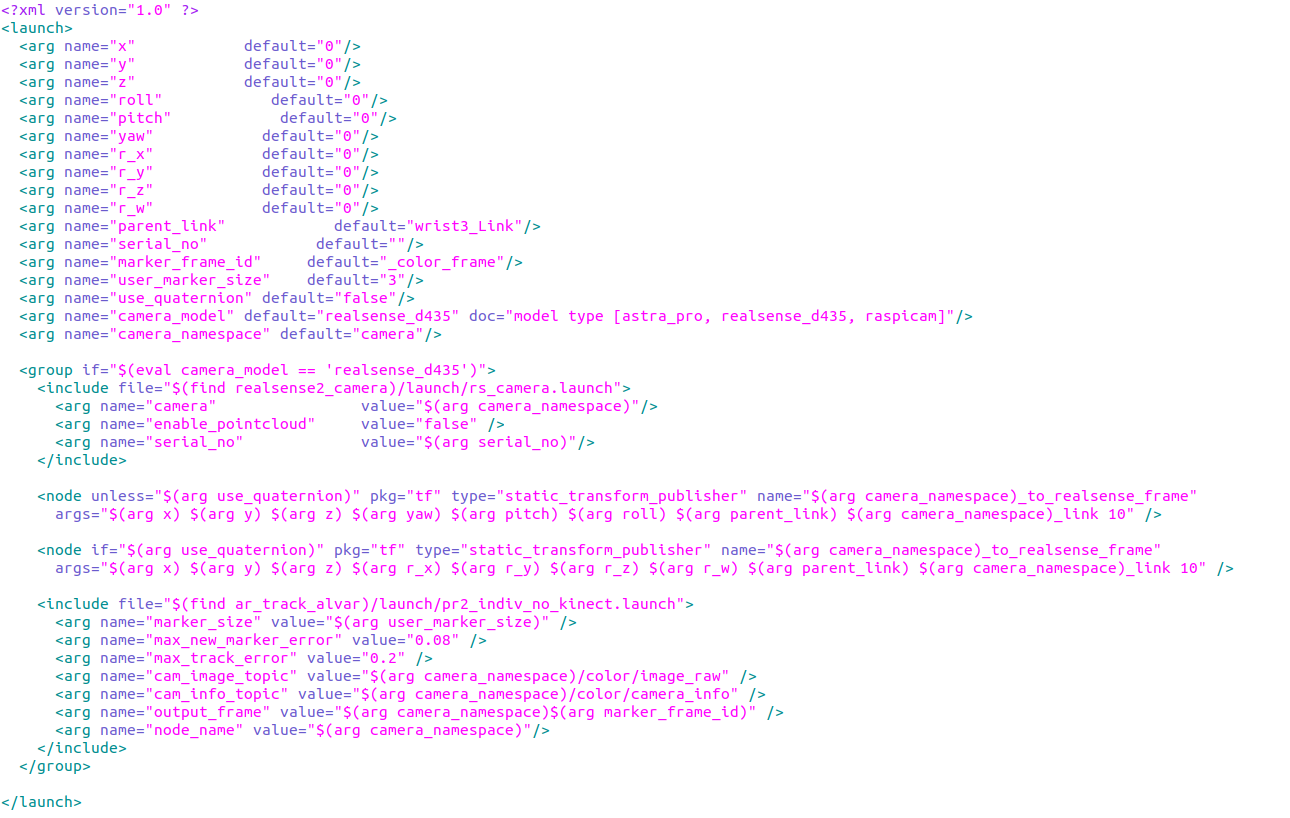 <?xml version="1.0" ?>
<launch>
  <arg name="x"            default="0"/>
  <arg name="y"            default="0"/>
  <arg name="z"            default="0"/>
  <arg name="roll"            default="0"/>
  <arg name="pitch"            default="0"/>
  <arg name="yaw"            default="0"/>
  <arg name="r_x"            default="0"/>
  <arg name="r_y"            default="0"/>
  <arg name="r_z"            default="0"/>
  <arg name="r_w"            default="0"/>
  <arg name="parent_link"            default="wrist3_Link"/>
  <arg name="serial_no"            default=""/>
  <arg name="marker_frame_id"     default="_color_frame"/>
  <arg name="user_marker_size"    default="3"/>
  <arg name="use_quaternion" default="false"/>
  <arg name="camera_model" default="realsense_d435" doc="model type [astra_pro, realsense_d435, raspicam]"/>
  <arg name="camera_namespace" default="camera"/>

  <group if="$(eval camera_model == 'realsense_d435')">
    <include file="$(find realsense2_camera)/launch/rs_camera.launch">
      <arg name="camera"                value="$(arg camera_namespace)"/>
      <arg name="enable_pointcloud"     value="false" />
      <arg name="serial_no"             value="$(arg serial_no)"/>
    </include>

    <node unless="$(arg use_quaternion)" pkg="tf" type="static_transform_publisher" name="$(arg camera_namespace)_to_realsense_frame"
      args="$(arg x) $(arg y) $(arg z) $(arg yaw) $(arg pitch) $(arg roll) $(arg parent_link) $(arg camera_namespace)_link 10" />

    <node if="$(arg use_quaternion)" pkg="tf" type="static_transform_publisher" name="$(arg camera_namespace)_to_realsense_frame"
      args="$(arg x) $(arg y) $(arg z) $(arg r_x) $(arg r_y) $(arg r_z) $(arg r_w) $(arg parent_link) $(arg camera_namespace)_link 10" />

    <include file="$(find ar_track_alvar)/launch/pr2_indiv_no_kinect.launch">
      <arg name="marker_size" value="$(arg user_marker_size)" />
      <arg name="max_new_marker_error" value="0.08" />
      <arg name="max_track_error" value="0.2" />
      <arg name="cam_image_topic" value="$(arg camera_namespace)/color/image_raw" />
      <arg name="cam_info_topic" value="$(arg camera_namespace)/color/camera_info" />
      <arg name="output_frame" value="$(arg camera_namespace)$(arg marker_frame_id)" />
      <arg name="node_name" value="$(arg camera_namespace)"/>
    </include>
  </group>

</launch>